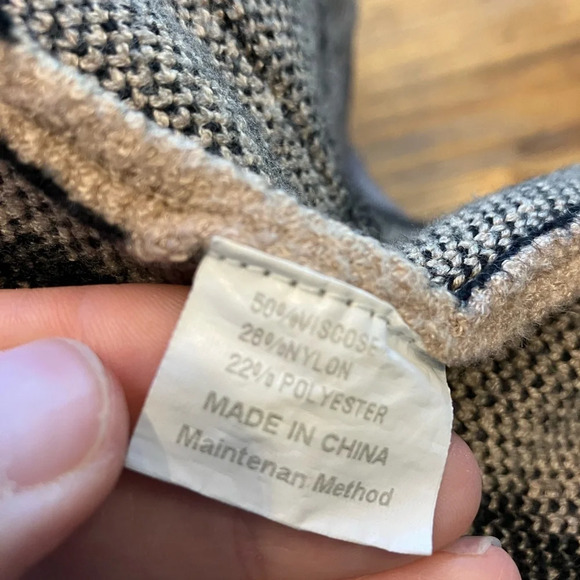 50%VISCOSE
28%NYLON
22% POLYESTER
MADE IN CHINA
Maintenan Method